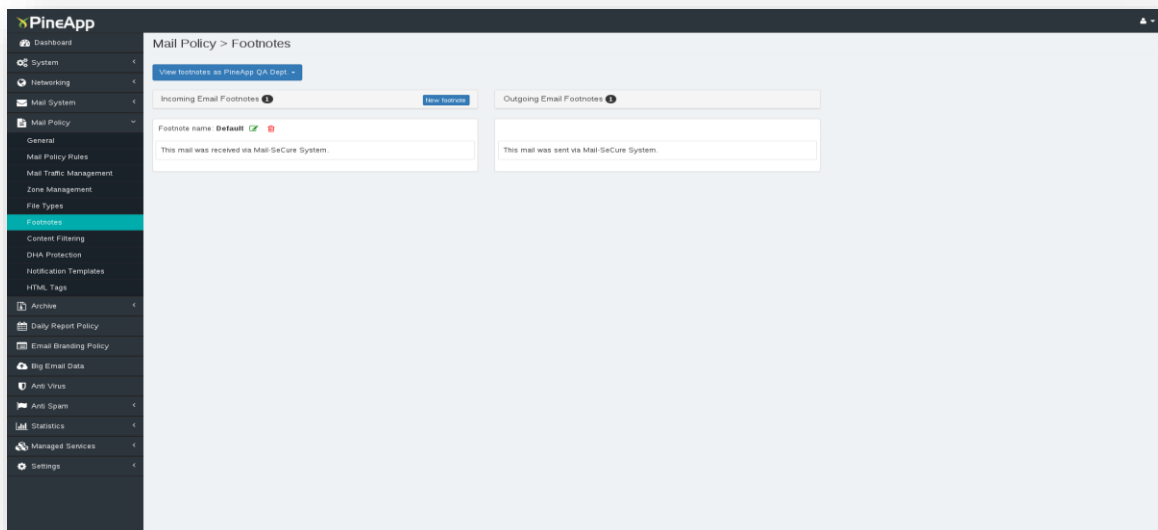 PineApp
Dashboard
System
Networking
Mail System
Mail Policy
General
Mail Policy Rules
Mail Traffic Management
Zone Management
File Types
Footnotes
Content Filtering
DHA Protection
Notification Templates
HTML Tags
Archive
Daily Report Policy
Email Branding Policy
Big Email Data
Anti Virus
Anti Spam
Statistics
Managed Services
Settings
Mail Policy > Footnotes
View footnotes as PineApp QA Dept.
Incoming Email Footnotes 1
New footnote
Footnote name: Default
This mail was received via Mail-SeCure System.
Outgoing Email Footnotes 1
This mail was sent via Mail-SeCure System.